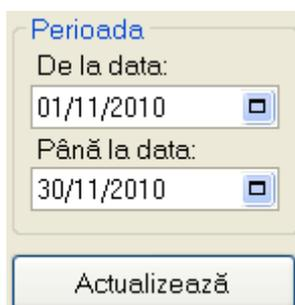 Perioada
De la data:
01/11/2010
Până la data:
30/11/2010
Actualizează